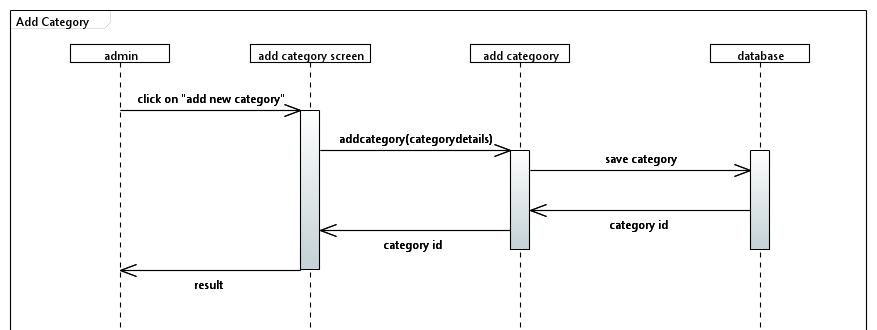 Add Category
admin
add category screen
add categoory
database
click on "add new category"
addcategory(categorydetails)
save category
category id
category id
result